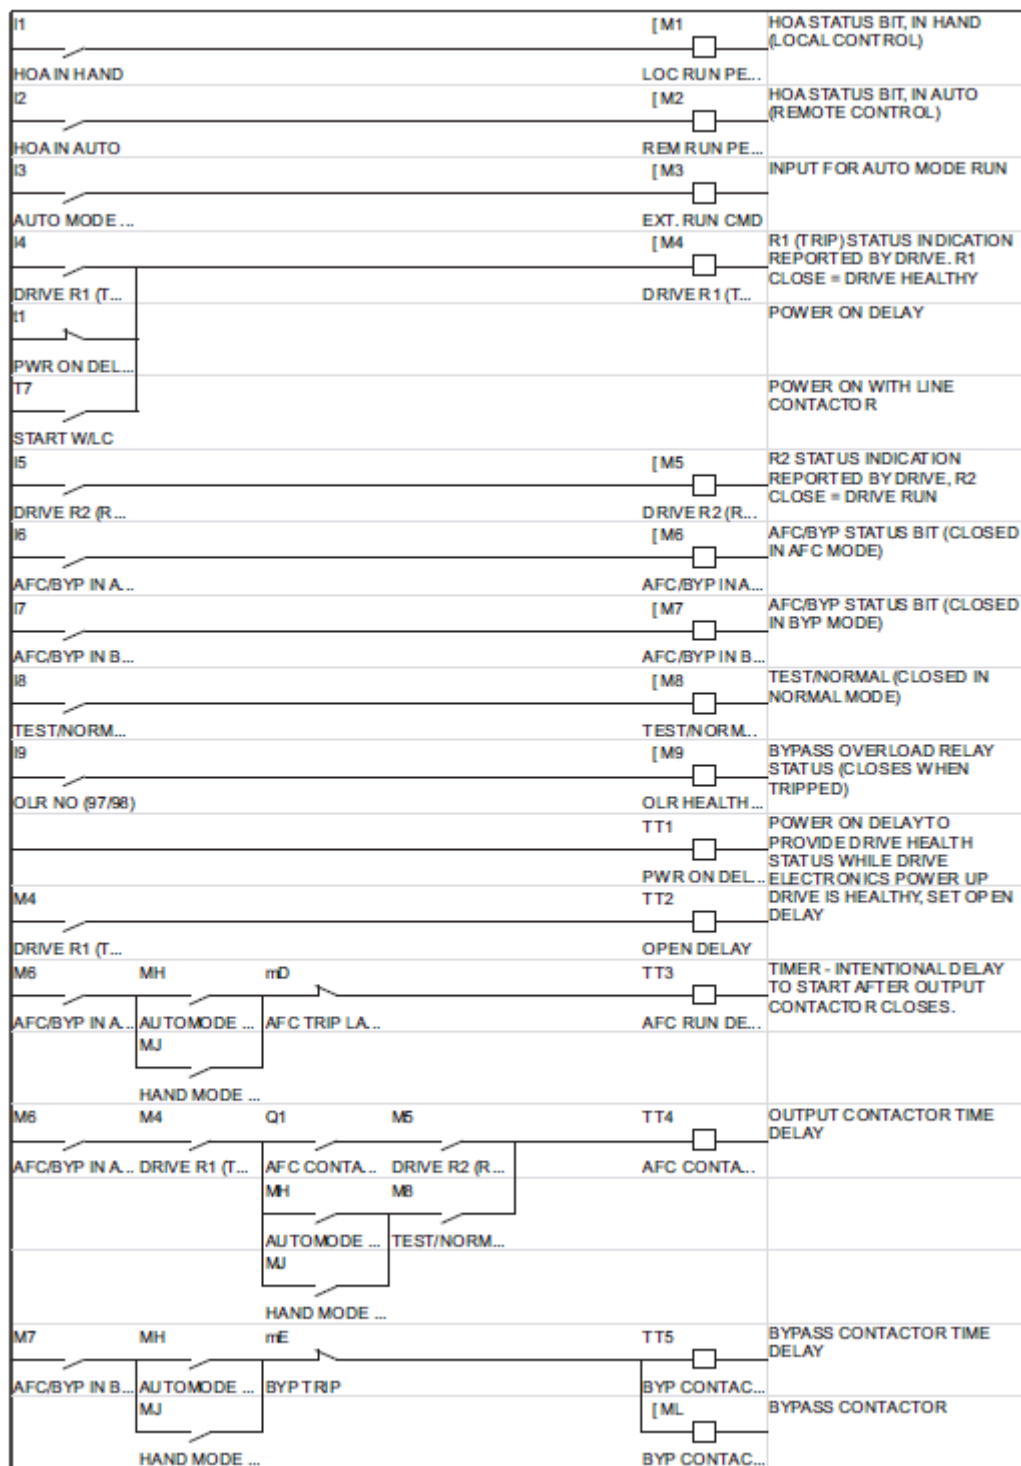 I1
[ M1
HOA STATUS BIT, IN HAND
(LOCAL CONTROL)
HOA IN HAND
LOC RUN PE...
I2
[ M2
HOA STATUS BIT, IN AUTO
(REMOTE CONTROL)
HOA IN AUTO
REM RUN PE...
I3
[ M3
INPUT FOR AUTO MODE RUN
AUTO MODE ...
EXT. RUN CMD
I4
[ M4
R1 (TRIP) STATUS INDICATION
REPORTED BY DRIVE. R1
CLOSE = DRIVE HEALTHY
DRIVE R1 (T...
DRIVE R1 (T...
t1
POWER ON DELAY
PWR ON DEL...
T7
POWER ON WITH LINE
CONTACTOR
START W/LC
I5
[ M5
R2 STATUS INDICATION
REPORTED BY DRIVE, R2
CLOSE = DRIVE RUN
DRIVE R2 (R...
DRIVE R2 (R...
I6
[ M6
AFC/BYP STATUS BIT (CLOSED
IN AFC MODE)
AFC/BYP IN A...
AFC/BYP IN A...
I7
[ M7
AFC/BYP STATUS BIT (CLOSED
IN BYP MODE)
AFC/BYP IN B...
AFC/BYP IN B...
I8
[ M8
TEST/NORMAL (CLOSED IN
NORMAL MODE)
TEST/NORM...
TEST/NORM...
I9
[ M9
BYPASS OVERLOAD RELAY
STATUS (CLOSES WHEN
TRIPPED)
OLR NO (97/98)
OLR HEALTH ...
TT1
POWER ON DELAY TO
PROVIDE DRIVE HEALTH
STATUS WHILE DRIVE
ELECTRONICS POWER UP
PWR ON DEL...
M4
TT2
DRIVE IS HEALTHY, SET OPEN
DELAY
DRIVE R1 (T...
OPEN DELAY
M6
MH
mD
TT3
TIMER - INTENTIONAL DELAY
TO START AFTER OUTPUT
CONTACTOR CLOSES.
AFC/BYP IN A...
AUTOMODE ...
AFC TRIP LA...
AFC RUN DE...
MJ
HAND MODE ...
M6
M4
Q1
M5
TT4
OUTPUT CONTACTOR TIME
DELAY
AFC/BYP IN A...
DRIVE R1 (T...
AFC CONTA...
DRIVE R2 (R...
AFC CONTA...
MH
M8
AUTOMODE ...
TEST/NORM...
MJ
HAND MODE ...
M7
MH
mE
TT5
BYPASS CONTACTOR TIME
DELAY
AFC/BYP IN B...
AUTOMODE ...
BYP TRIP
BYP CONTAC...
MJ
[ ML
BYPASS CONTACTOR
HAND MODE ...
BYP CONTAC...